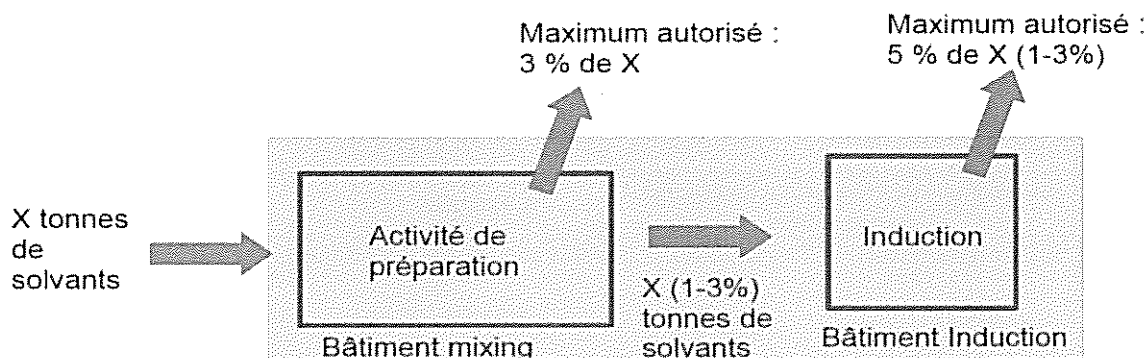 Maximum autorisé :
3 % de X
Maximum autorisé :
5 % de X (1-3%)
X tonnes
de
solvants
Activité de
préparation
Bâtiment mixing
X (1-3%)
tonnes de
solvants
Induction
Bâtiment Induction